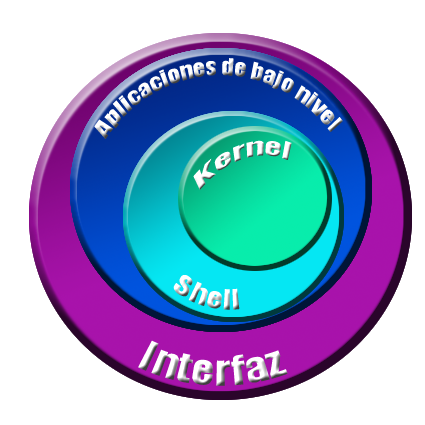 Aplicaciones de bajo nivel
Kernel
Shell
Interfaz